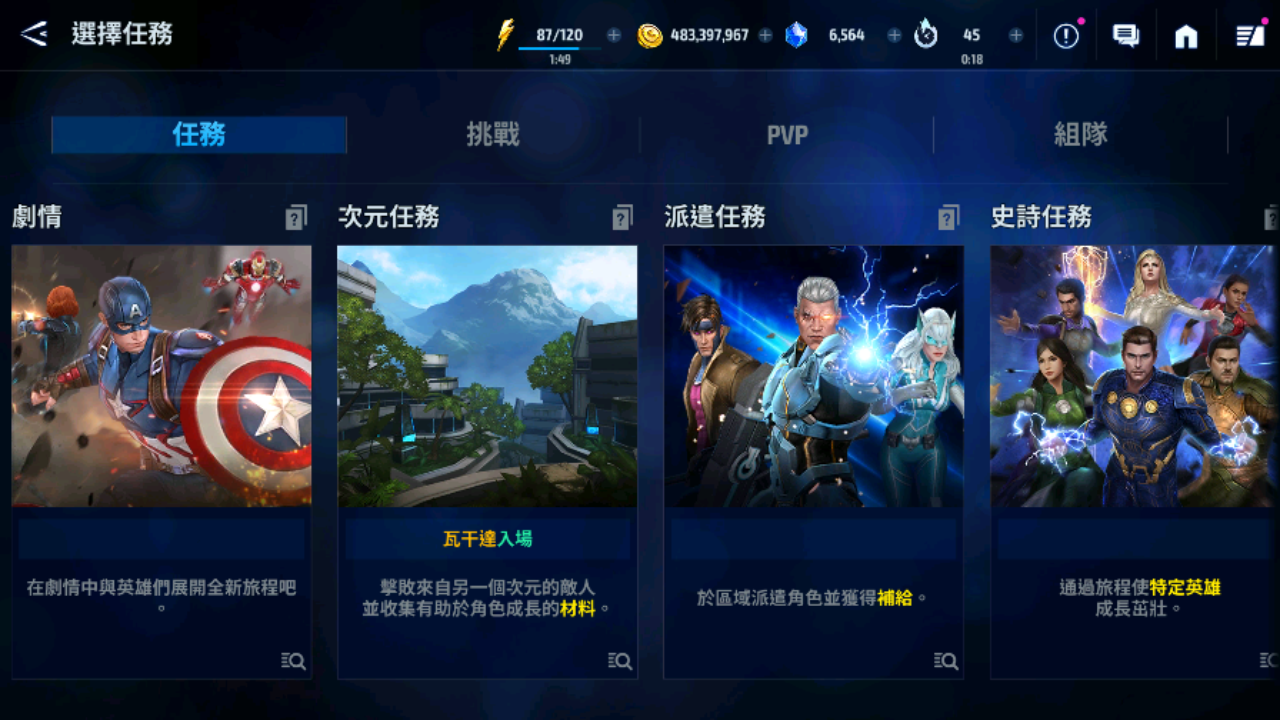 選擇任務
87/120
1:49
483,397,967
6,564
45
0:18
任務
挑戰
PVP
組隊
劇情
次元任務
派遣任務
史詩任務
瓦干達入場
在劇情中與英雄們展開全新旅程吧
。
擊敗來自另一個次元的敵人
並收集有助於角色成長的材料。
於區域派遣角色並獲得補給。
通過旅程使特定英雄
成長茁壯。